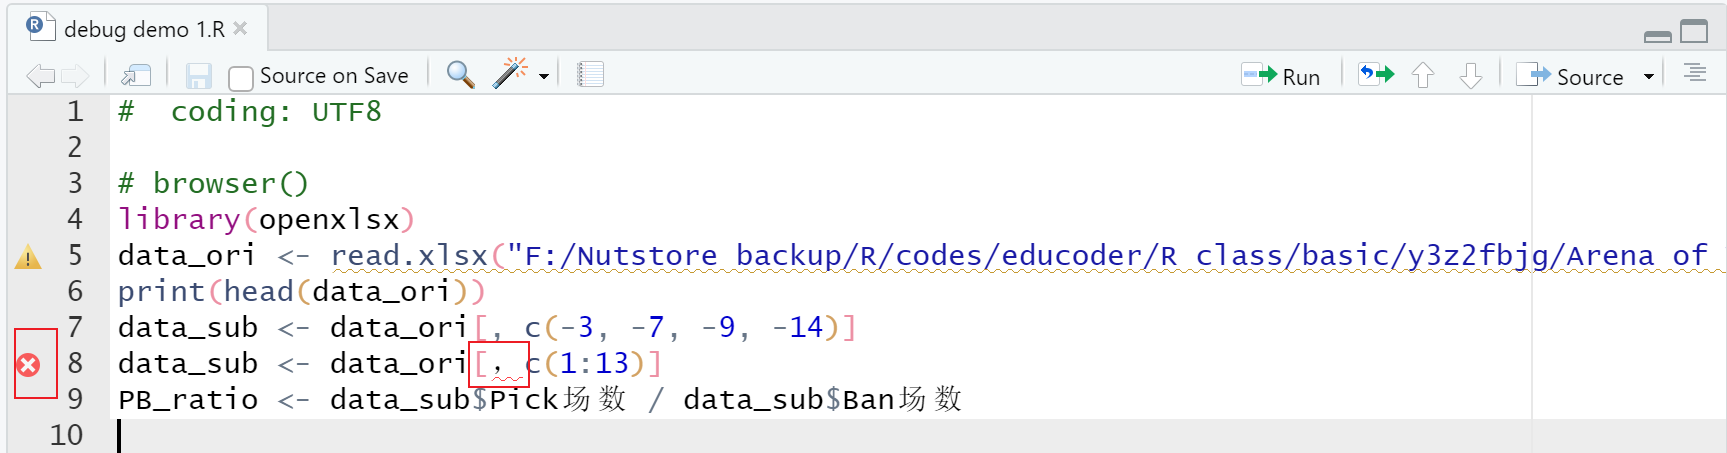 debug demo 1.R
Source on Save
Run
Source
1 #  coding: UTF8
2
3 # browser()
4 library(openxlsx)
5 data_ori <- read.xlsx("F:/Nutstore backup/R/codes/educoder/R class/basic/y3z2fbjg/Arena of
6 print(head(data_ori))
7 data_sub <- data_ori[, c(-3, -7, -9, -14)]
8 data_sub <- data_ori[，c(1:13)]
9 PB_ratio <- data_sub$Pick场数 / data_sub$Ban场数
10